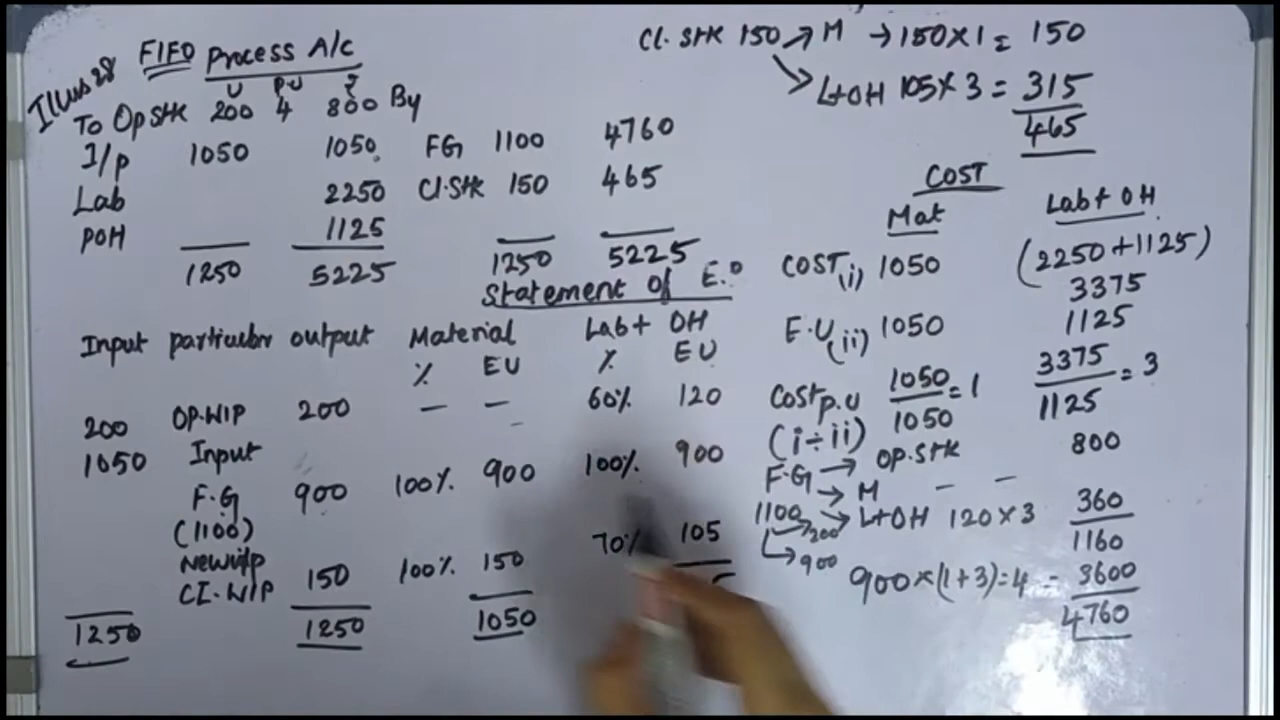 Illus 28 FIFO Process A/c
U P.U ₹
To Op Stk 200 4 800 By
I/p 1050 1050 FG 1100 4760
Lab 2250 Cl.Stk 150 465
POH 1125
1250 5225 1250 5225
Cl. Stk 150 → M → 150 × 1 = 150
→ L+OH 105 × 3 = 315
465
COST
Mat Lab + OH
COST (i) 1050 (2250+1125)
3375
E.U (ii) 1050 1125
Cost p.u 1050/1050 = 1 3375/1125 = 3
(i ÷ ii)
F.G → OP.Stk 800
→ M — —
1100 → 200 → L+OH 120 × 3 360
1160
→ 900 900 × (1+3) = 4 - 3600
4760
Statement of E.
Input particular output Material Lab + OH
% EU % EU
200 OP.WIP 200 — — 60% 120
1050 Input
F.G 900 100% 900 100% 900
(1100)
Cl.WIP 150 100% 150 70% 105
1250 1250 1050